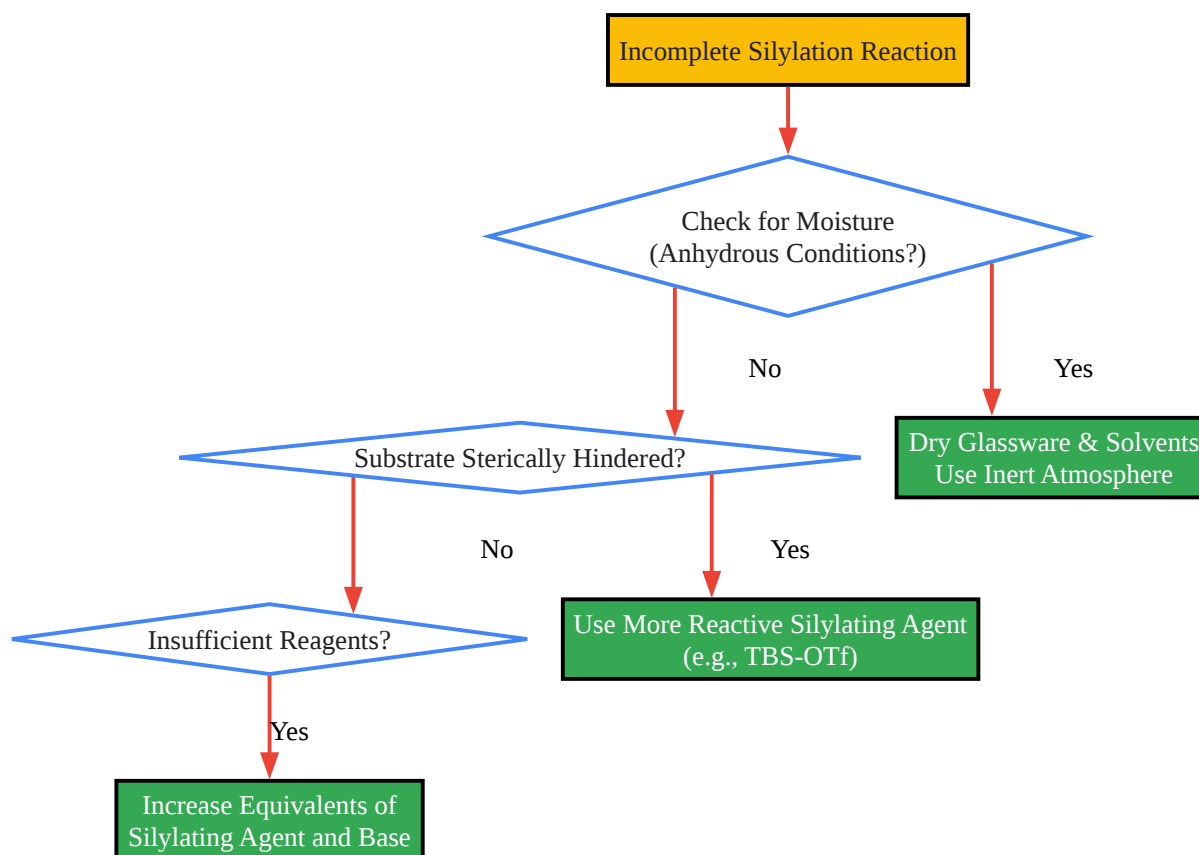 Incomplete Silylation Reaction
Check for Moisture
(Anhydrous Conditions?)
No
Yes
Dry Glassware & Solvents
Use Inert Atmosphere
Substrate Sterically Hindered?
No
Yes
Use More Reactive Silylating Agent
(e.g., TBS-OTf)
Insufficient Reagents?
Yes
Increase Equivalents of
Silylating Agent and Base